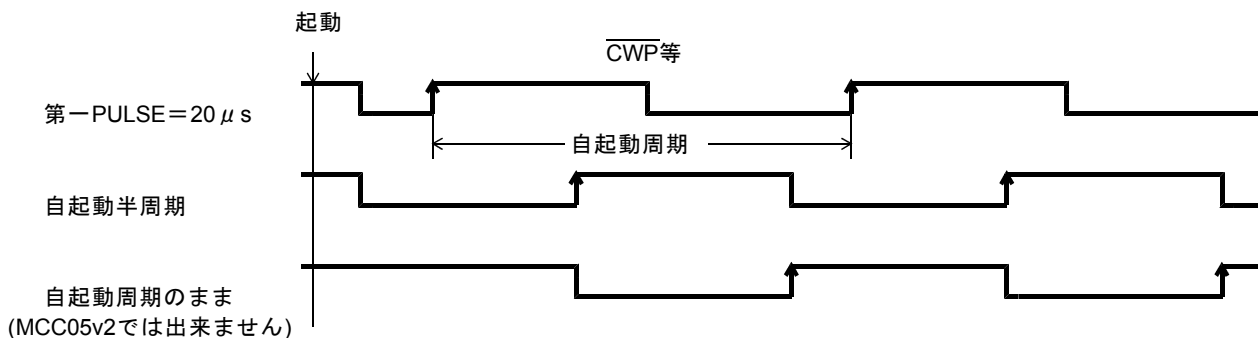 起動
CWP等
第一PULSE＝20μs
自起動周期
自起動半周期
自起動周期のまま
(MCC05v2では出来ません)